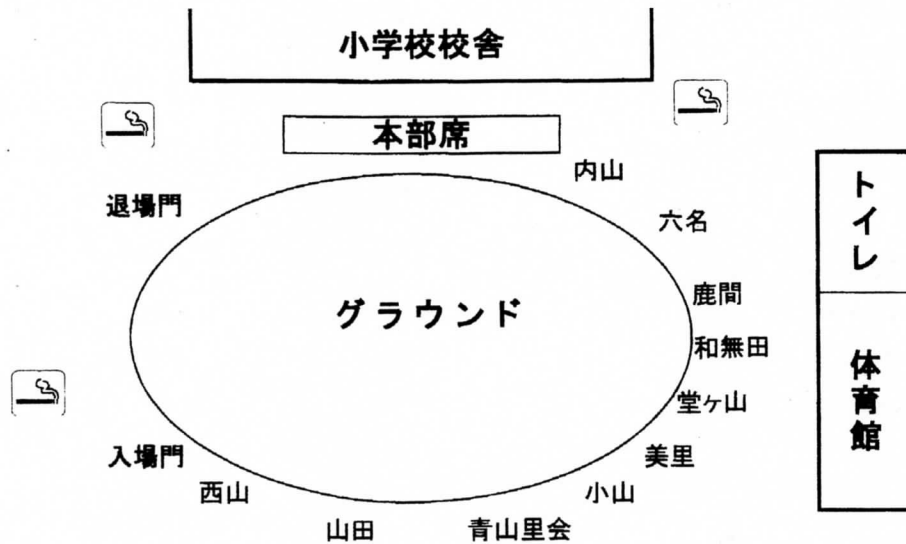 小学校校舎
本部席
内山
退場門
六名
トイレ
鹿間
グラウンド
和無田
体育館
堂ヶ山
入場門
美里
西山
小山
山田
青山里会